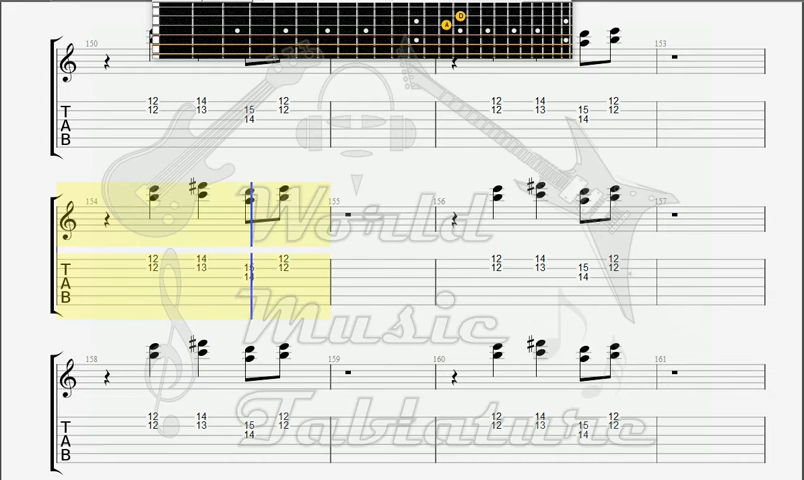 A D
150 153
T A B
12 14 12 12 14 12
12 13 15 12 12 13 15 12
14 14
154 155 156 157
World
T A B
12 14 12 12 14 12
12 13 15 12 12 13 15 12
14 14
Music
158 159 160 161
Tablature
T A B
12 14 12 12 14 12
12 13 15 12 12 13 15 12
14 14